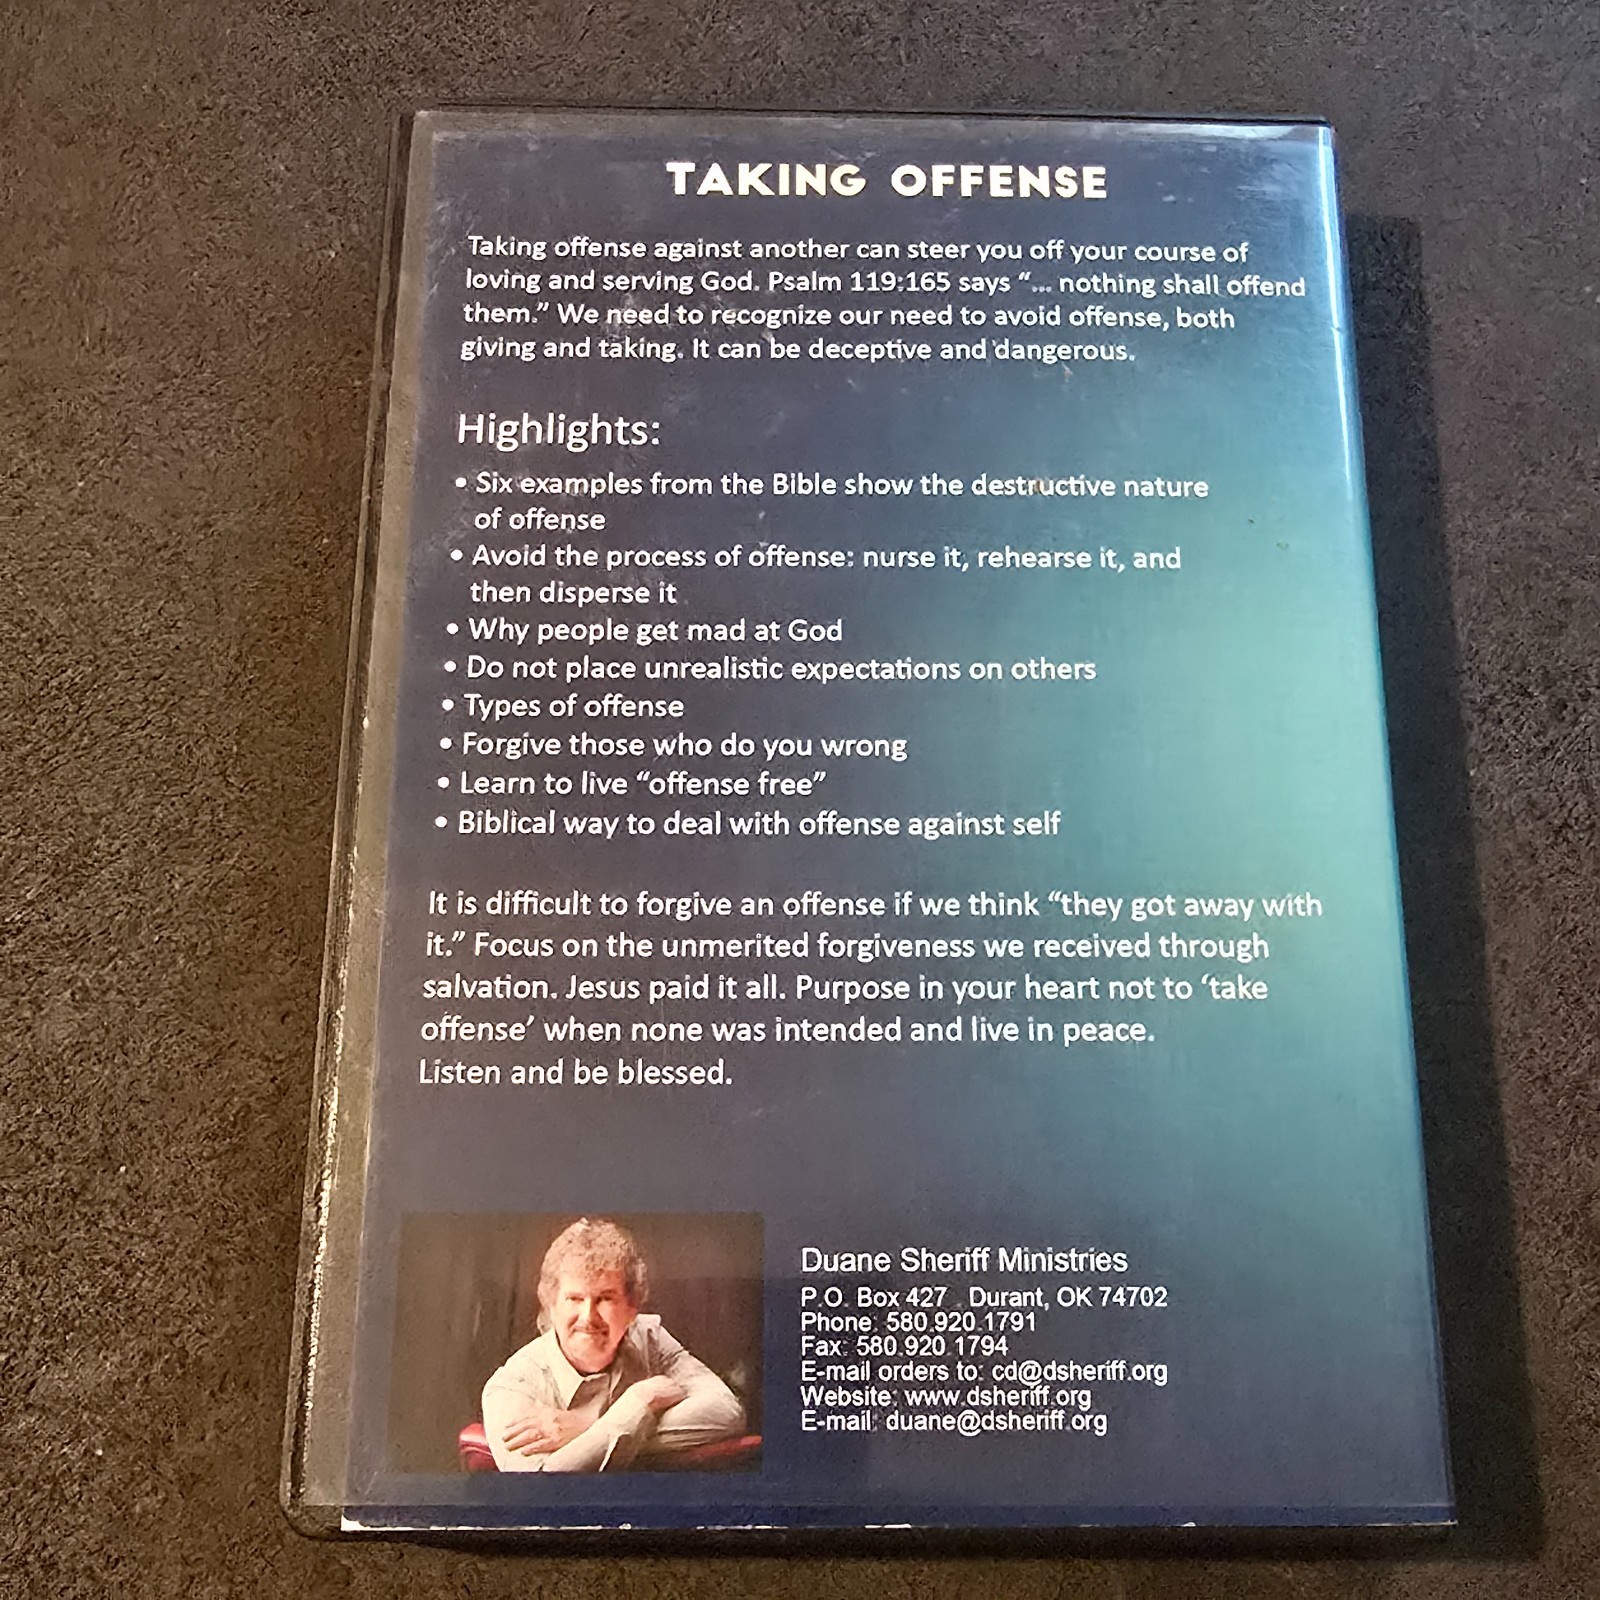 TAKING OFFENSE
Taking offense against another can steer you off your course of
loving and serving God. Psalm 119:165 says “... nothing shall offend
them.” We need to recognize our need to avoid offense, both
giving and taking. It can be deceptive and dangerous.
Highlights:
• Six examples from the Bible show the destructive nature
of offense
• Avoid the process of offense: nurse it, rehearse it, and
then disperse it
• Why people get mad at God
• Do not place unrealistic expectations on others
• Types of offense
• Forgive those who do you wrong
• Learn to live “offense free”
• Biblical way to deal with offense against self
It is difficult to forgive an offense if we think “they got away with
it.” Focus on the unmerited forgiveness we received through
salvation. Jesus paid it all. Purpose in your heart not to ‘take
offense’ when none was intended and live in peace.
Listen and be blessed.
Duane Sheriff Ministries
P.O. Box 427 . Durant, OK 74702
Phone: 580.920.1791
Fax: 580.920.1794
E-mail orders to: cd@dsheriff.org
Website: www.dsheriff.org
E-mail: duane@dsheriff.org